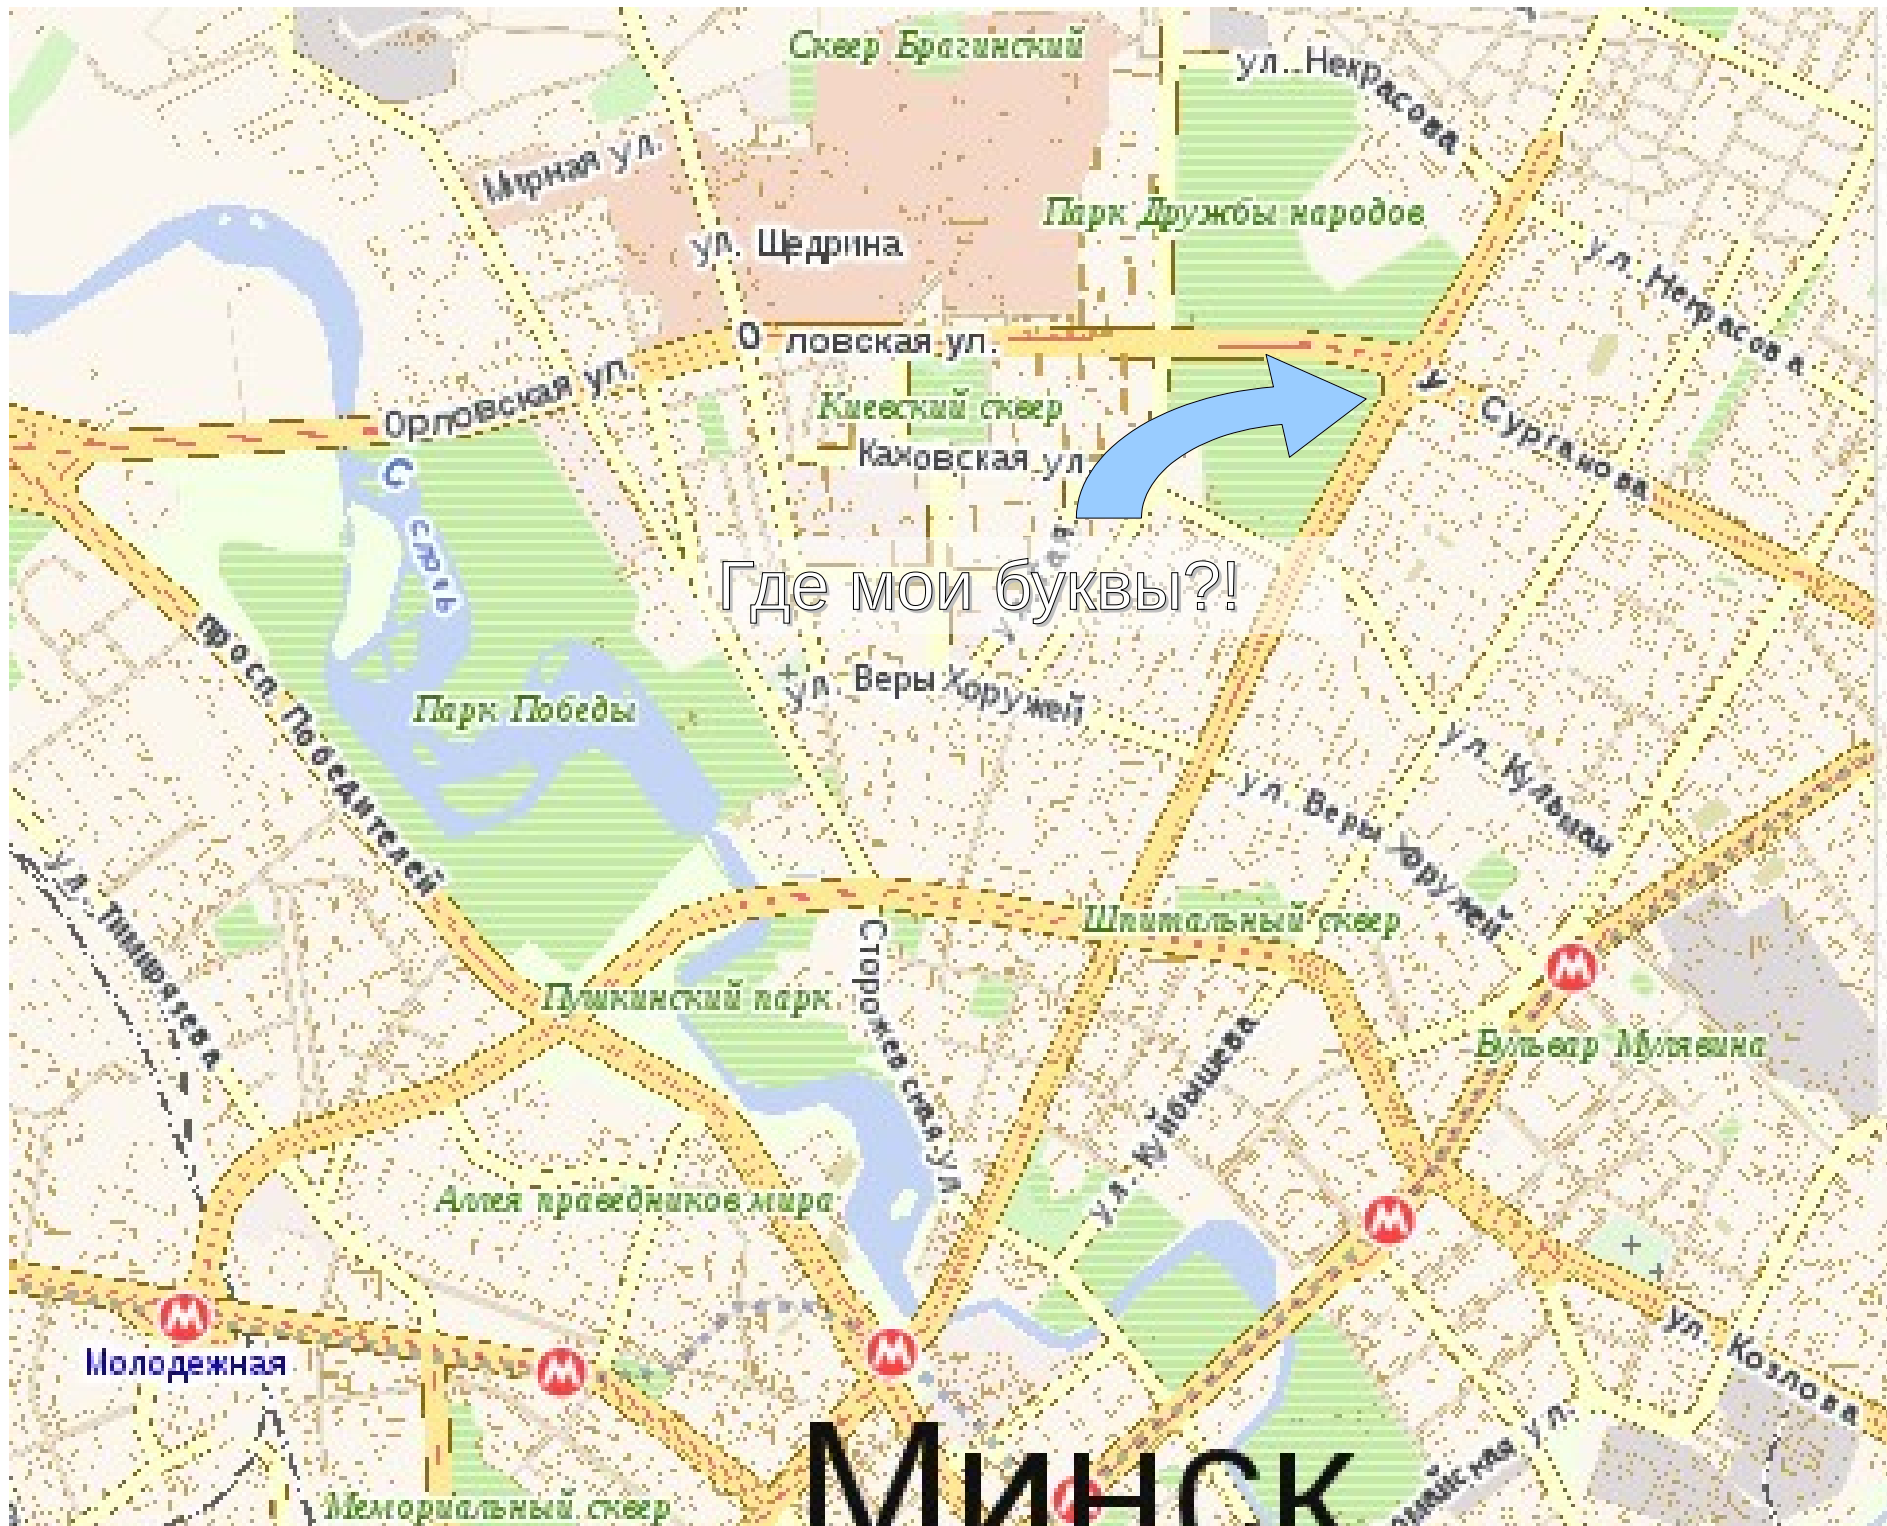 Сквер Брагинский
ул. Некрасова
Мирная ул.
Парк Дружбы народов
ул. Щедрина
ул. Некрасова
О ловская ул.
Орловская ул.
у . Сурганова
Киевский сквер
Каховская ул.
С
слоть
Где мои буквы?!
просп. Победителей
ул. Веры Хоружей
Парк Победы
ул. Кульман
ул. Веры Хоружей
ул. Тимирязева
Шпитальный сквер
Сторожевская ул.
Пушкинский парк
Бульвар Мулявина
ул. Куйбышева
Аллея праведников мира
ул. Козлова
Молодежная
Минск
Мемориальный сквер